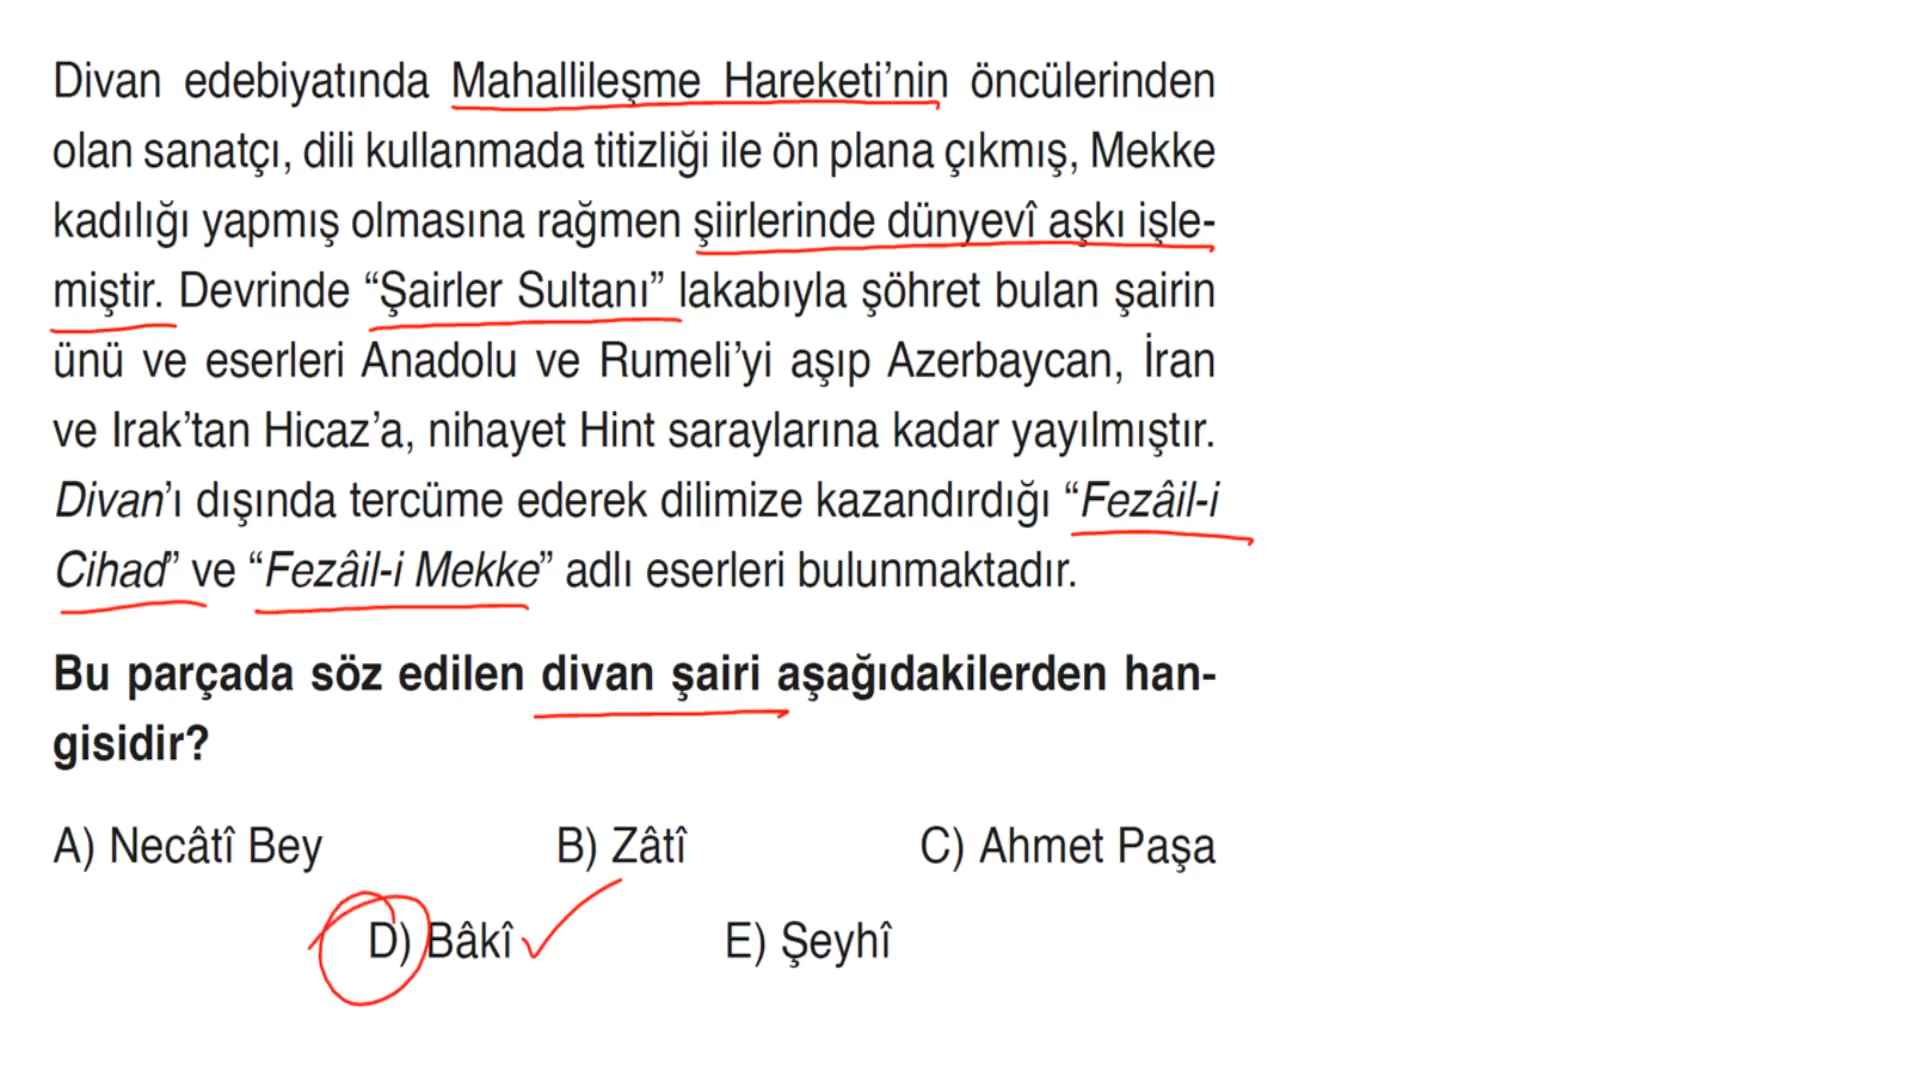 Divan edebiyatında Mahallileşme Hareketi’nin öncülerinden
olan sanatçı, dili kullanmada titizliği ile ön plana çıkmış, Mekke
kadılığı yapmış olmasına rağmen şiirlerinde dünyevî aşkı işle-
miştir. Devrinde “Şairler Sultanı” lakabıyla şöhret bulan şairin
ünü ve eserleri Anadolu ve Rumeli’yi aşıp Azerbaycan, İran
ve Irak’tan Hicaz’a, nihayet Hint saraylarına kadar yayılmıştır.
Divan’ı dışında tercüme ederek dilimize kazandırdığı “Fezâil-i
Cihad” ve “Fezâil-i Mekke” adlı eserleri bulunmaktadır.
Bu parçada söz edilen divan şairi aşağıdakilerden han-
gisidir?
A) Necâtî Bey B) Zâtî C) Ahmet Paşa
D) Bâkî E) Şeyhî